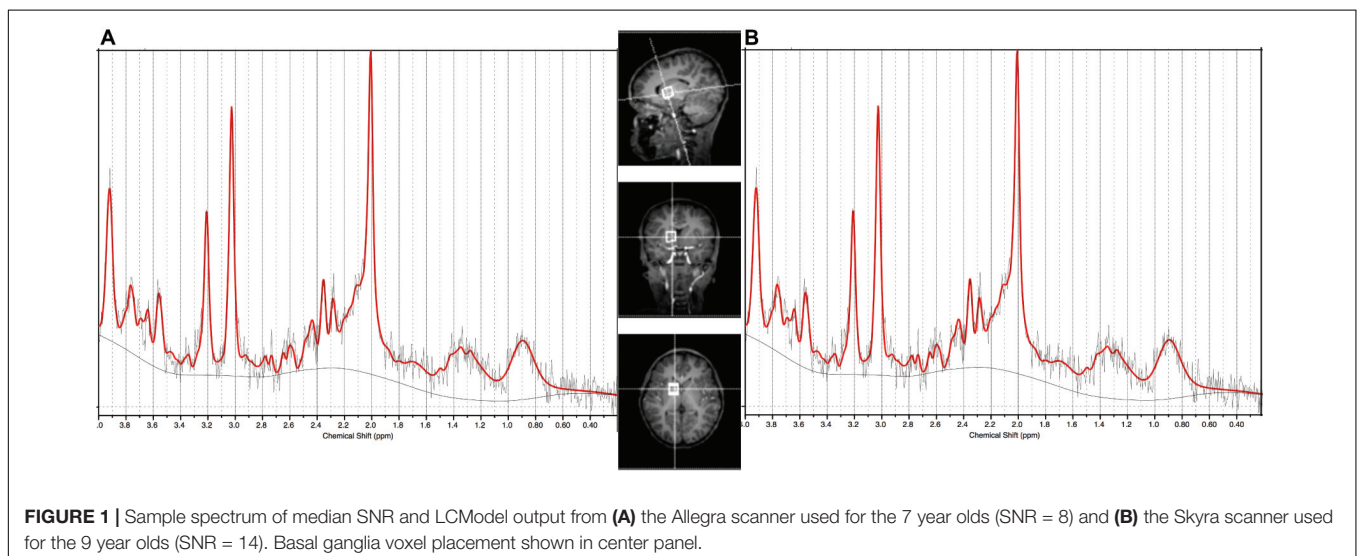 A
B
.0 3.8 3.6 3.4 3.2 3.0 2.8 2.6 2.4 2.2 2.0 1.8 1.6 1.4 1.2 1.0 0.80 0.60 0.40
Chemical Shift (ppm)
4.0 3.8 3.6 3.4 3.2 3.0 2.8 2.6 2.4 2.2 2.0 1.8 1.6 1.4 1.2 1.0 0.80 0.60 0.40
Chemical Shift (ppm)
FIGURE 1 | Sample spectrum of median SNR and LCModel output from (A) the Allegra scanner used for the 7 year olds (SNR = 8) and (B) the Skyra scanner used
for the 9 year olds (SNR = 14). Basal ganglia voxel placement shown in center panel.